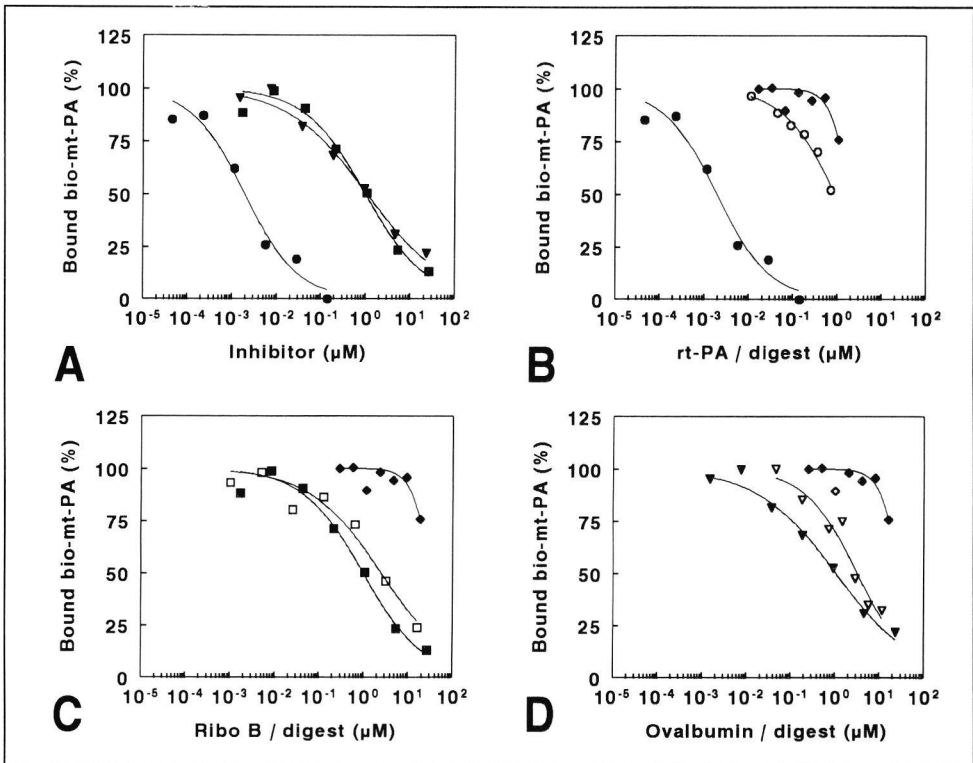 125
100
75
50
25
0
Bound bio-mt-PA (%)
10⁻⁵ 10⁻⁴ 10⁻³ 10⁻² 10⁻¹ 10⁰ 10¹ 10²
Inhibitor (µM)
A
125
100
75
50
25
0
Bound bio-mt-PA (%)
10⁻⁵ 10⁻⁴ 10⁻³ 10⁻² 10⁻¹ 10⁰ 10¹ 10²
rt-PA / digest (µM)
B
125
100
75
50
25
0
Bound bio-mt-PA (%)
10⁻⁵ 10⁻⁴ 10⁻³ 10⁻² 10⁻¹ 10⁰ 10¹ 10²
Ribo B / digest (µM)
C
125
100
75
50
25
0
Bound bio-mt-PA (%)
10⁻⁵ 10⁻⁴ 10⁻³ 10⁻² 10⁻¹ 10⁰ 10¹ 10²
Ovalbumin / digest (µM)
D